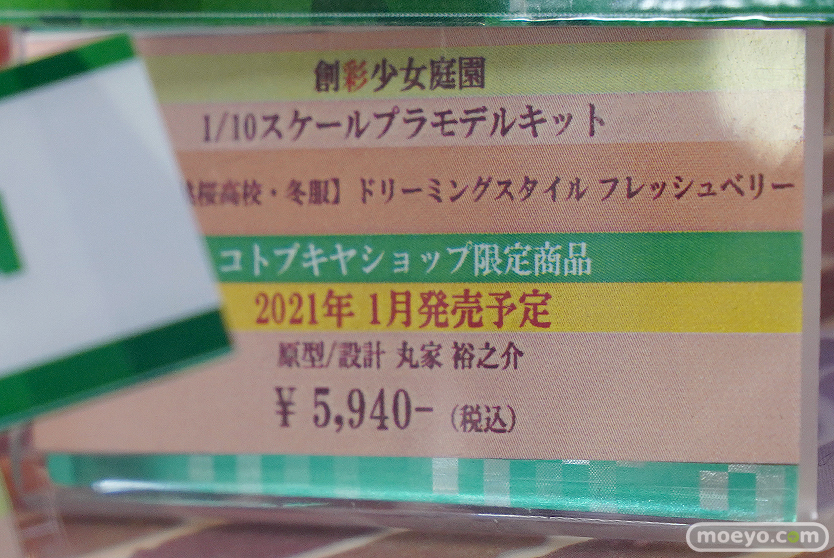 創彩少女庭園
1/10スケールプラモデルキット
桜高校・冬服】ドリーミングスタイル フレッシュベリー
コトブキヤショップ限定商品
2021年 1月発売予定
原型/設計 丸家 裕之介
¥ 5,940-（税込）
moeyo.com